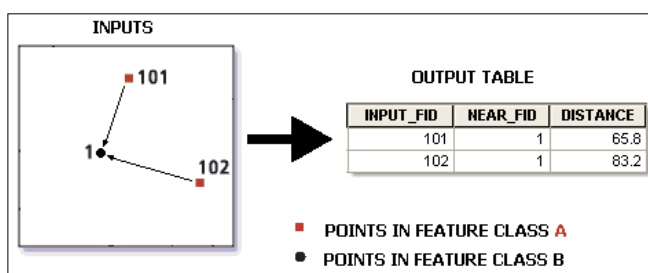 INPUTS
101
1
102
OUTPUT TABLE
INPUT_FID NEAR_FID DISTANCE
101 1 65.8
102 1 83.2
POINTS IN FEATURE CLASS A
POINTS IN FEATURE CLASS B